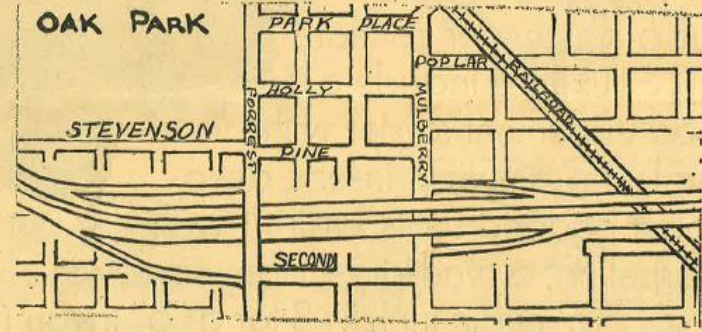 OAK PARK
PARK PLACE
POPLAR
RAILROAD
HOLLY
FORREST
MULBERRY
STEVENSON
PINE
SECOND